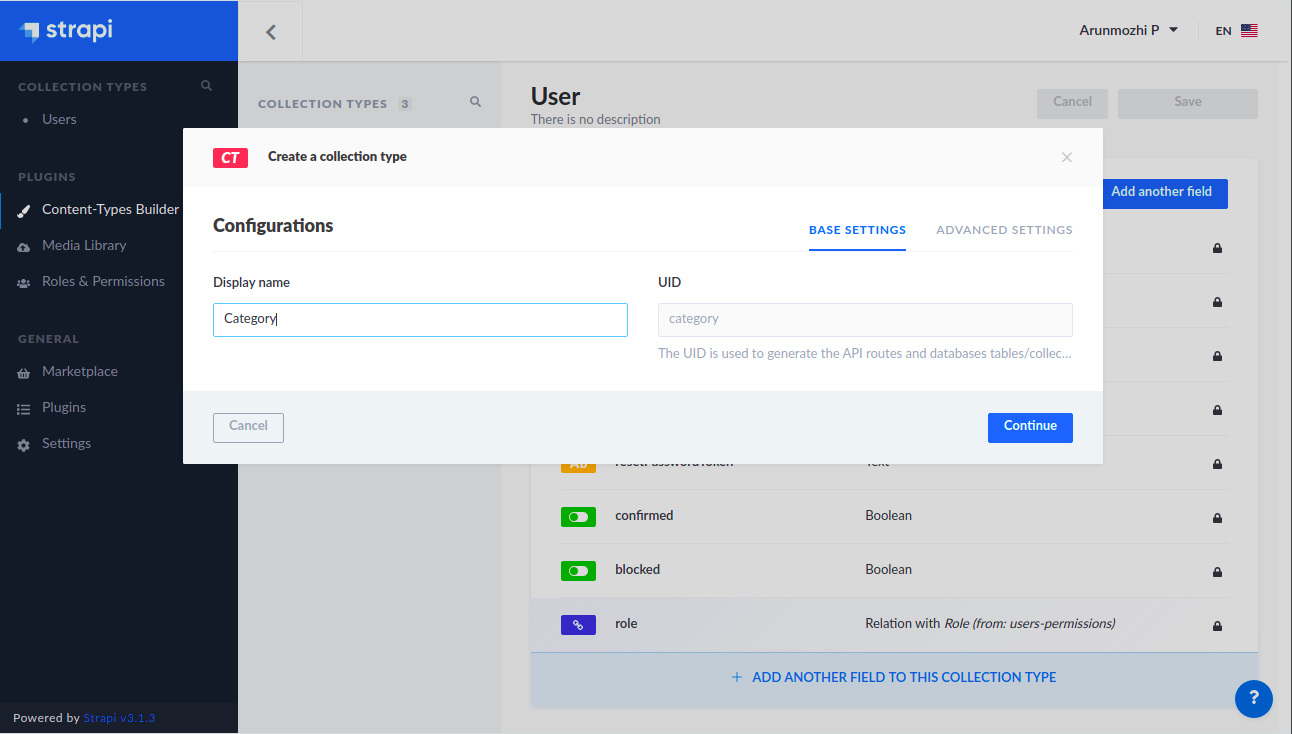 strapi
Arunmozhi P
EN
COLLECTION TYPES
Users
PLUGINS
Content-Types Builder
Media Library
Roles & Permissions
GENERAL
Marketplace
Plugins
Settings
Powered by Strapi v3.1.3
COLLECTION TYPES 3
User
There is no description
Cancel
Save
CT Create a collection type
Configurations
BASE SETTINGS
ADVANCED SETTINGS
Display name
Category
UID
category
The UID is used to generate the API routes and databases tables/collec...
Cancel
Continue
Add another field
AB resetPasswordToken Text
confirmed Boolean
blocked Boolean
role Relation with Role (from: users-permissions)
+ ADD ANOTHER FIELD TO THIS COLLECTION TYPE
?